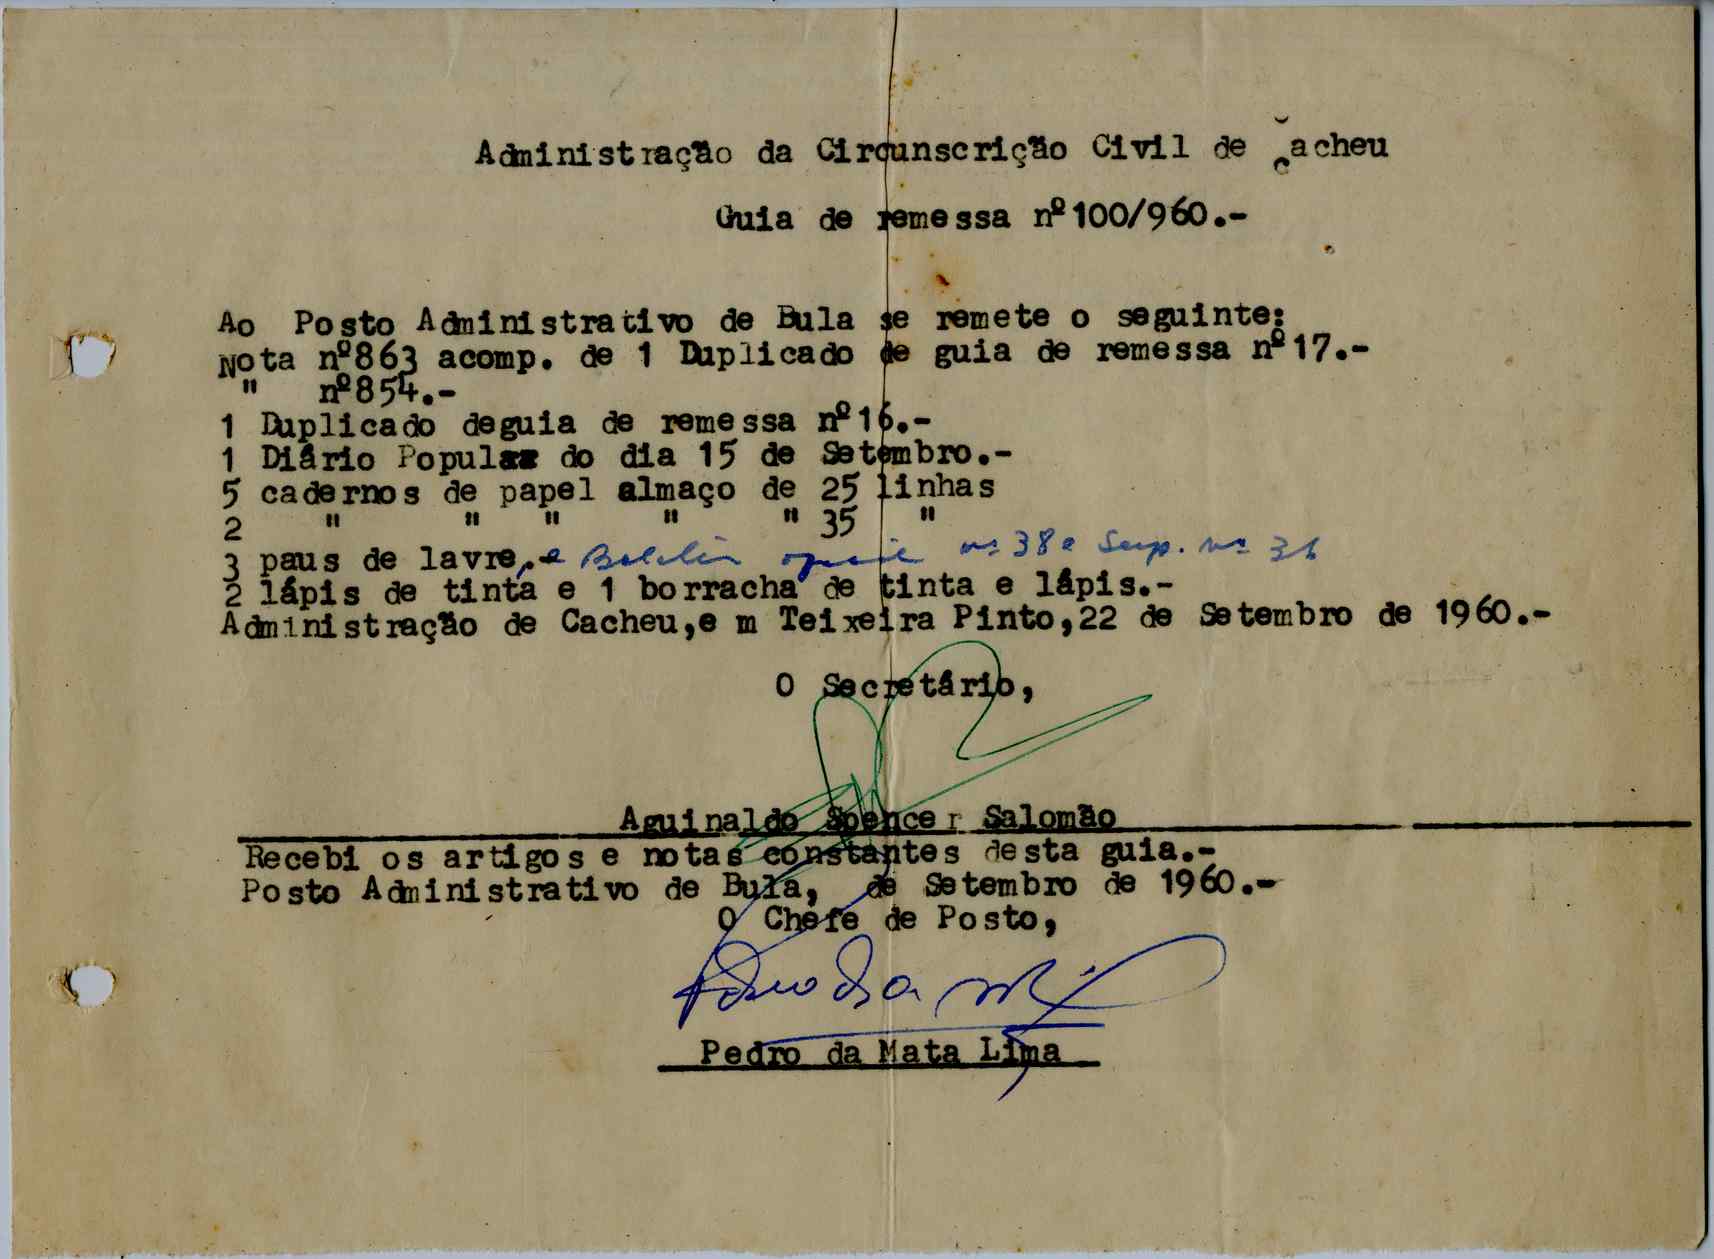 Administração da Circunscrição Civil de Cacheu
Guia de remessa nº100/960.-
Ao Posto Administrativo de Bula se remete o seguinte:
Nota nº863 acomp. de 1 Duplicado de guia de remessa nº17.-
" nº854.-
1 Duplicado deguia de remessa nº16.-
1 Diário Popular do dia 15 de Setembro.-
5 cadernos de papel almaço de 25 linhas
2 " " " " " 35 "
3 paus de lavre,.- e Boletin oficial nº 38 e Sup. nº 36
2 lápis de tinta e 1 borracha de tinta e lápis.-
Administração de Cacheu,e m Teixeira Pinto,22 de Setembro de 1960.-
O Secretário,
Aguinaldo Spencer Salomão
Recebi os artigos e notas constantes desta guia.-
Posto Administrativo de Bula, de Setembro de 1960.-
O Chefe de Posto,
Pedro da Mata Lima